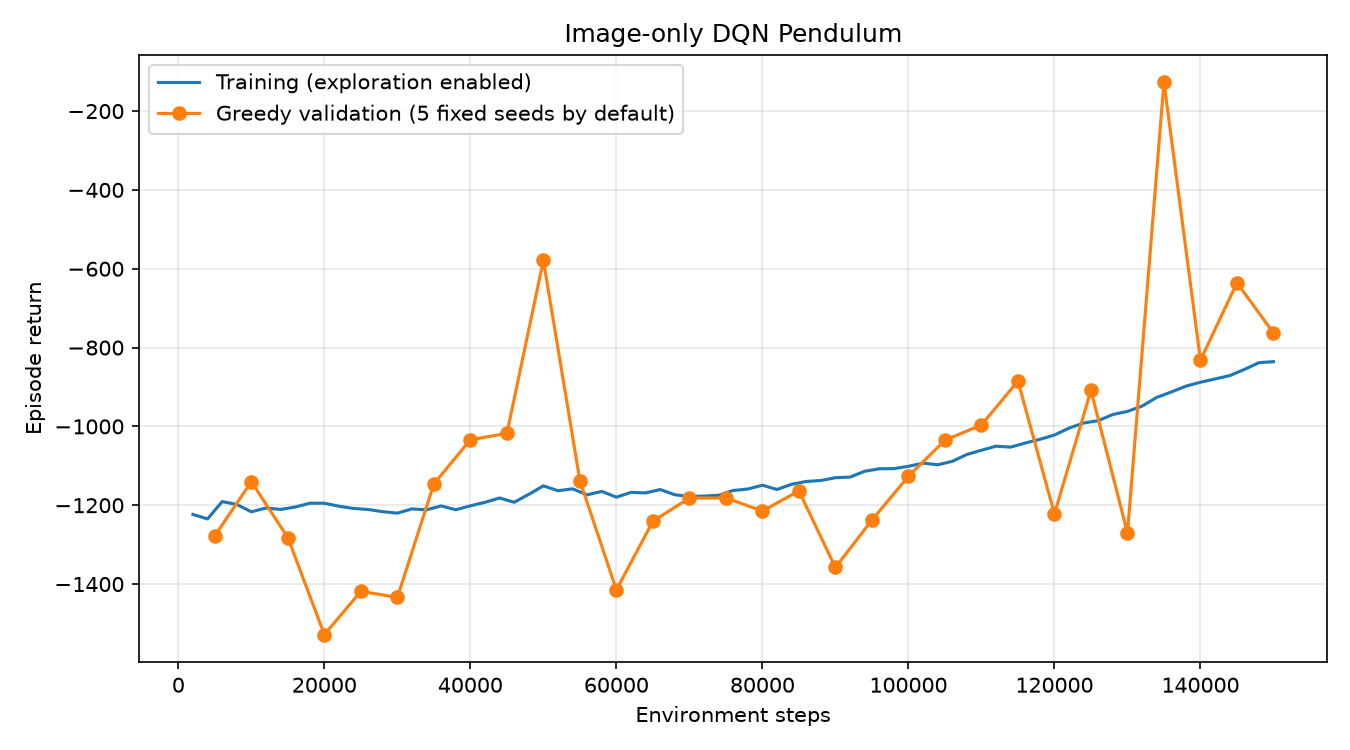 Image-only DQN Pendulum
Training (exploration enabled)
Greedy validation (5 fixed seeds by default)
Episode return
−200
−400
−600
−800
−1000
−1200
−1400
0 20000 40000 60000 80000 100000 120000 140000
Environment steps